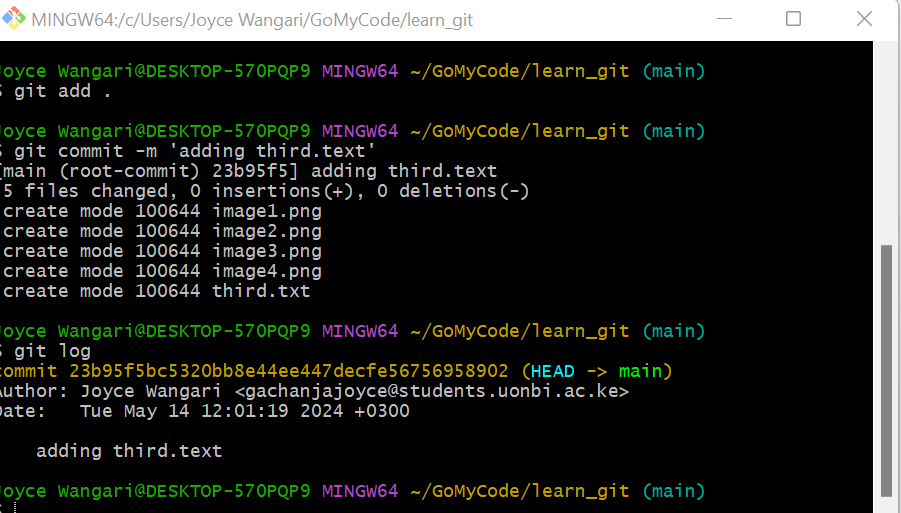 MINGW64:/c/Users/Joyce Wangari/GoMyCode/learn_git
Joyce Wangari@DESKTOP-570PQP9 MINGW64 ~/GoMyCode/learn_git (main)
$ git add .
Joyce Wangari@DESKTOP-570PQP9 MINGW64 ~/GoMyCode/learn_git (main)
$ git commit -m 'adding third.text'
[main (root-commit) 23b95f5] adding third.text
5 files changed, 0 insertions(+), 0 deletions(-)
create mode 100644 image1.png
create mode 100644 image2.png
create mode 100644 image3.png
create mode 100644 image4.png
create mode 100644 third.txt
Joyce Wangari@DESKTOP-570PQP9 MINGW64 ~/GoMyCode/learn_git (main)
$ git log
commit 23b95f5bc5320bb8e44ee447decfe56756958902 (HEAD -> main)
Author: Joyce Wangari <gachanjajoyce@students.uonbi.ac.ke>
Date:   Tue May 14 12:01:19 2024 +0300
adding third.text
Joyce Wangari@DESKTOP-570PQP9 MINGW64 ~/GoMyCode/learn_git (main)
$